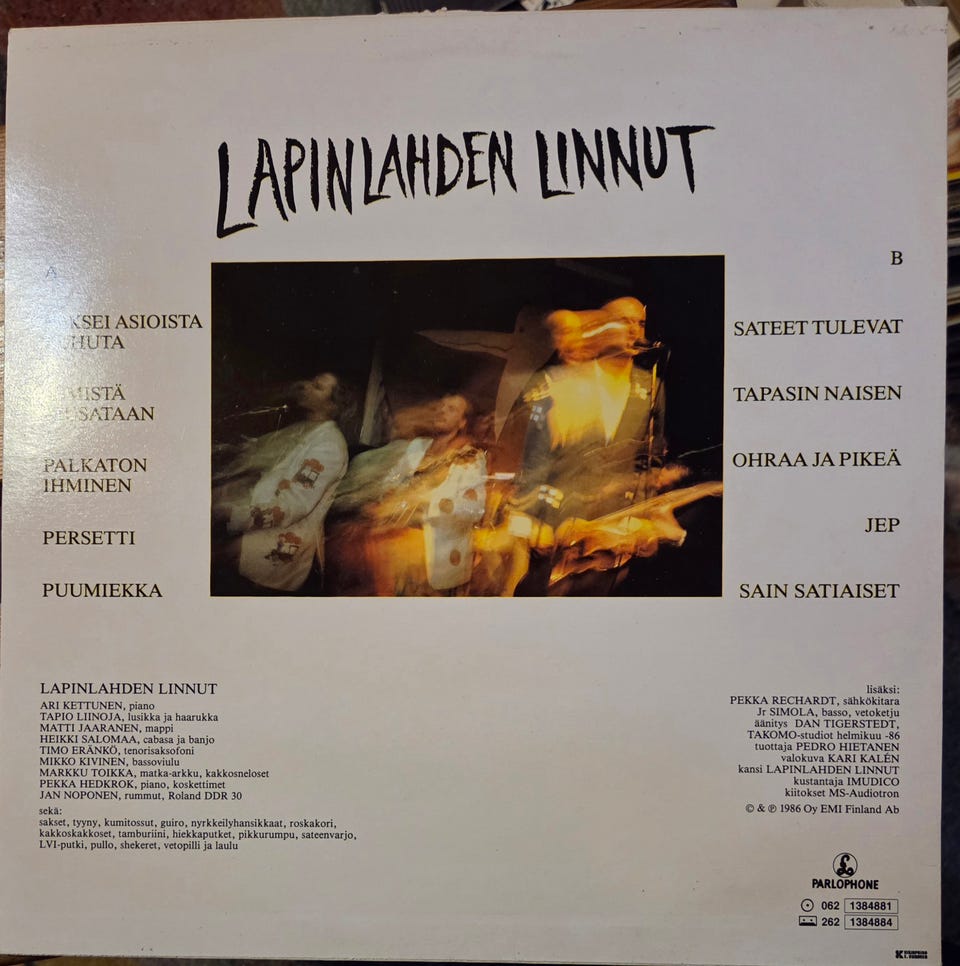 LAPINLAHDEN LINNUT
A
ASIOISTA
PALKATON
IHMINEN
PERSETTI
PUUMIEKKA
B
SATEET TULEVAT
TAPASIN NAISEN
OHRAA JA PIKEÄ
JEP
SAIN SATIAISET
LAPINLAHDEN LINNUT
ARI KETTUNEN, piano
TAPIO LIINOJA, lusikka ja haarukka
MATTI JAARANEN, mappi
HEIKKI SALOMAA, cabasa ja banjo
TIMO ERÄNKÖ, tenorisaksofoni
MIKKO KIVINEN, bassoviulu
MARKKU TOIKKA, matka-arkku, kakkosneloset
PEKKA HEDKROK, piano, koskettimet
JAN NOPONEN, rummut, Roland DDR 30
sekä:
sakset, tyyny, kumitossut, guiro, nyrkkeilyhansikkaat, roskakori,
kakkoskakkoset, tamburiini, hiekkaputket, pikkurumpu, sateenvarjo,
LVI-putki, pullo, shekeret, vetopilli ja laulu
lisäksi:
PEKKA RECHARDT, sähkökitara
Jr SIMOLA, basso, vetoketju
äänitys DAN TIGERSTEDT,
TAKOMO-studiot helmikuu -86
tuottaja PEDRO HIETANEN
valokuva KARI KALÉN
kansi LAPINLAHDEN LINNUT
kustantaja IMUDICO
kiitokset MS-Audiotron
© & ℗ 1986 Oy EMI Finland Ab
PARLOPHONE
062 1384881
262 1384884